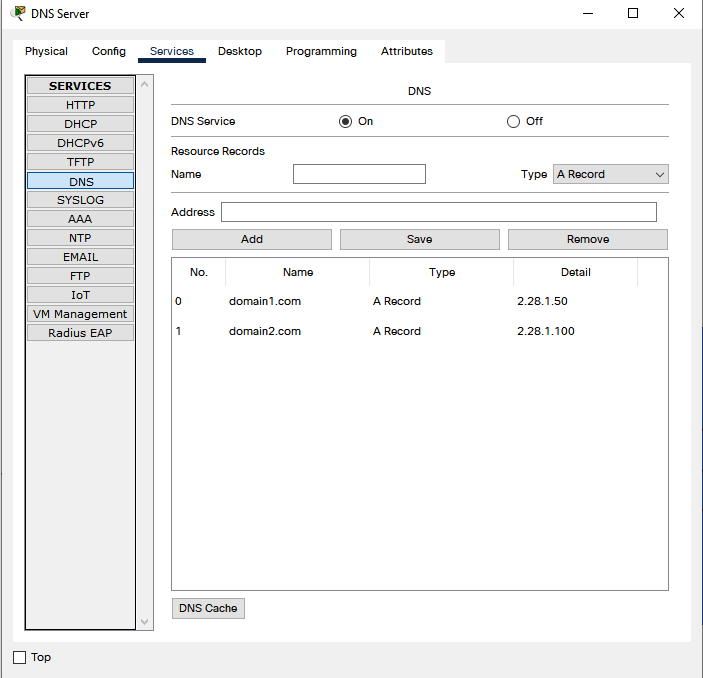 DNS Server
Physical Config Services Desktop Programming Attributes
SERVICES
HTTP
DHCP
DHCPv6
TFTP
DNS
SYSLOG
AAA
NTP
EMAIL
FTP
IoT
VM Management
Radius EAP
DNS
DNS Service On Off
Resource Records
Name Type A Record
Address
Add Save Remove
No. Name Type Detail
0 domain1.com A Record 2.28.1.50
1 domain2.com A Record 2.28.1.100
DNS Cache
Top